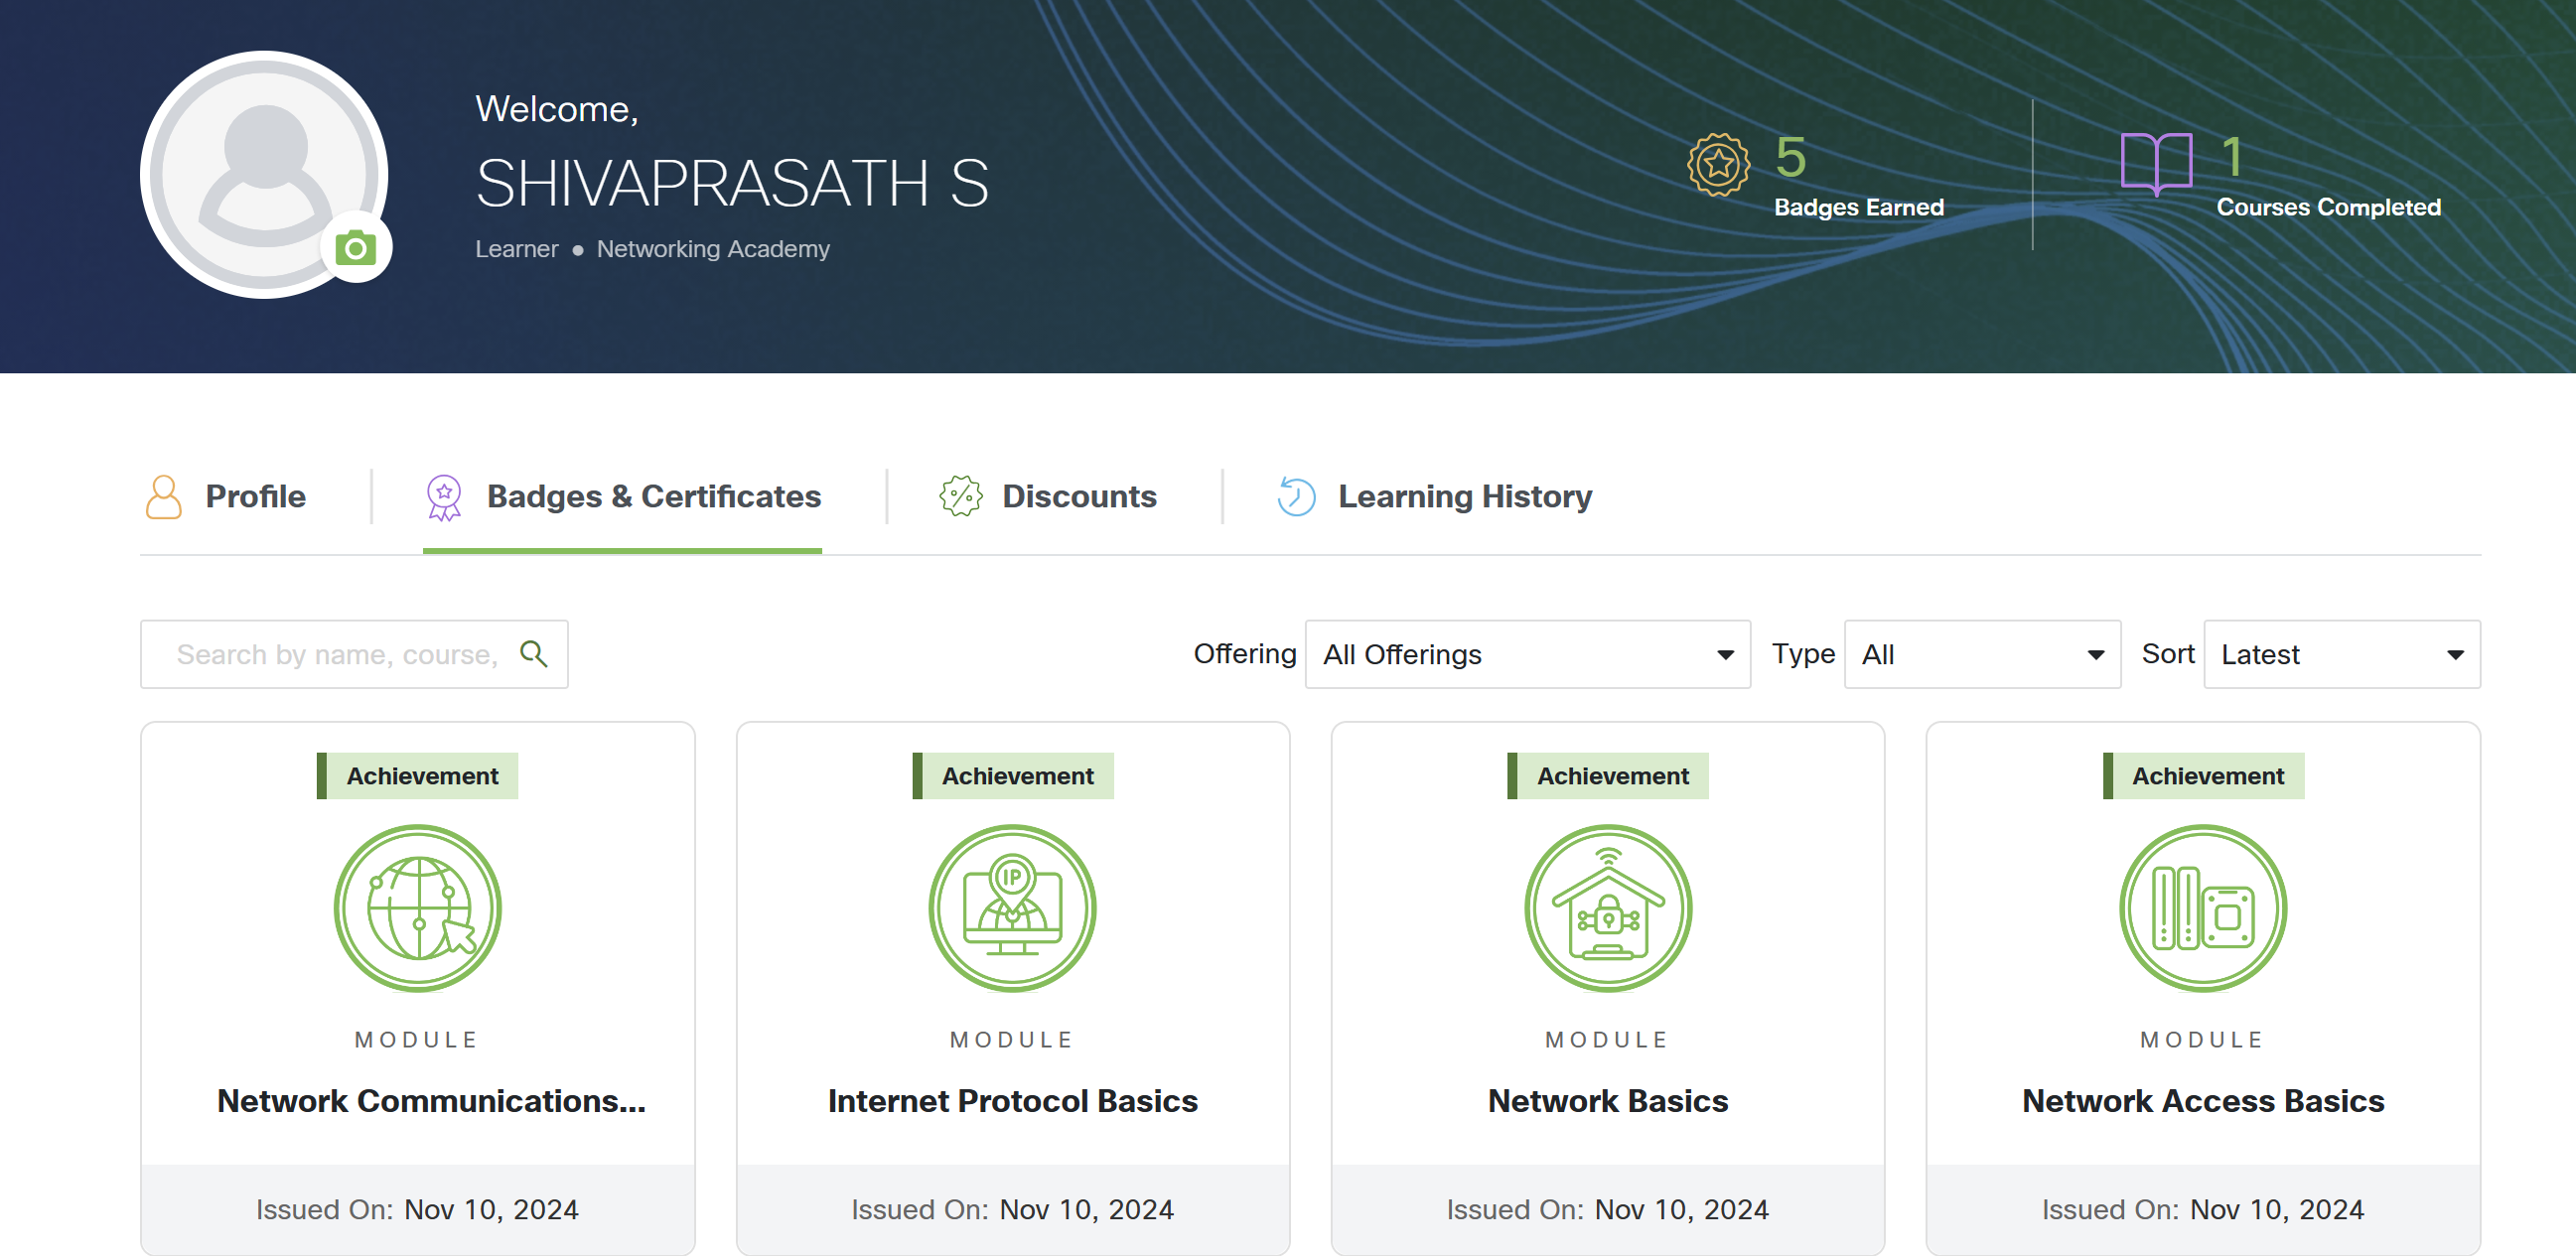 Welcome,
SHIVAPRASATH S
Learner • Networking Academy
5
Badges Earned
1
Courses Completed
Profile
Badges & Certificates
Discounts
Learning History
Search by name, course,
Offering All Offerings
Type All
Sort Latest
Achievement
MODULE
Network Communications...
Issued On: Nov 10, 2024
Achievement
IP
MODULE
Internet Protocol Basics
Issued On: Nov 10, 2024
Achievement
MODULE
Network Basics
Issued On: Nov 10, 2024
Achievement
MODULE
Network Access Basics
Issued On: Nov 10, 2024